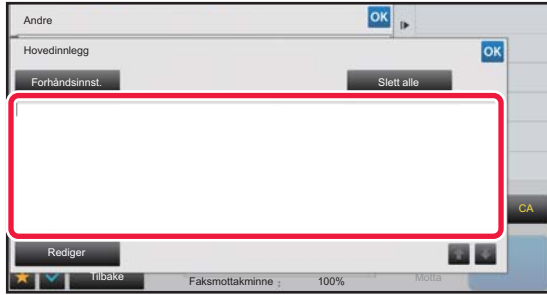 Andre
OK
Hovedinnlegg
OK
Forhåndsinnst.
Slett alle
CA
Rediger
Tilbake
Faksmottakminne :
100%
Motta